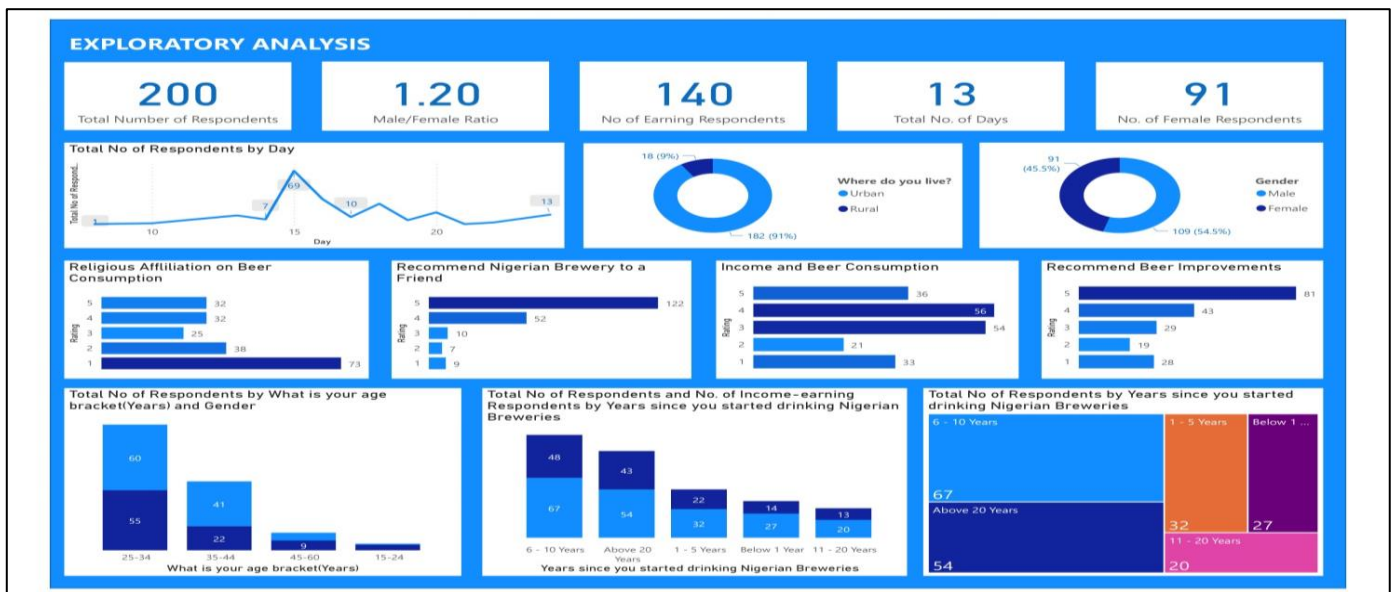 EXPLORATORY ANALYSIS
200
Total Number of Respondents
1.20
Male/Female Ratio
140
No of Earning Respondents
13
Total No. of Days
91
No. of Female Respondents
Total No of Respondents by Day
Total No of Respond...
1
7
69
10
13
10
15
20
Day
18 (9%)
182 (91%)
Where do you live?
Urban
Rural
91
(45.5%)
109 (54.5%)
Gender
Male
Female
Religious Affliliation on Beer
Consumption
Rating
5 32
4 32
3 25
2 38
1 73
Recommend Nigerian Brewery to a
Friend
Rating
5 122
4 52
3 10
2 7
1 9
Income and Beer Consumption
Rating
5 36
4 56
3 54
2 21
1 33
Recommend Beer Improvements
Rating
5 81
4 43
3 29
2 19
1 28
Total No of Respondents by What is your age
bracket(Years) and Gender
60
55
41
22
9
25-34
35-44
45-60
15-24
What is your age bracket(Years)
Total No of Respondents and No. of Income-earning
Respondents by Years since you started drinking Nigerian
Breweries
48
67
43
54
22
32
14
27
13
20
6 - 10 Years
Above 20
Years
1 - 5 Years
Below 1 Year
11 - 20 Years
Years since you started drinking Nigerian Breweries
Total No of Respondents by Years since you started
drinking Nigerian Breweries
6 - 10 Years
67
Above 20 Years
54
1 - 5 Years
32
Below 1 ...
27
11 - 20 Years
20